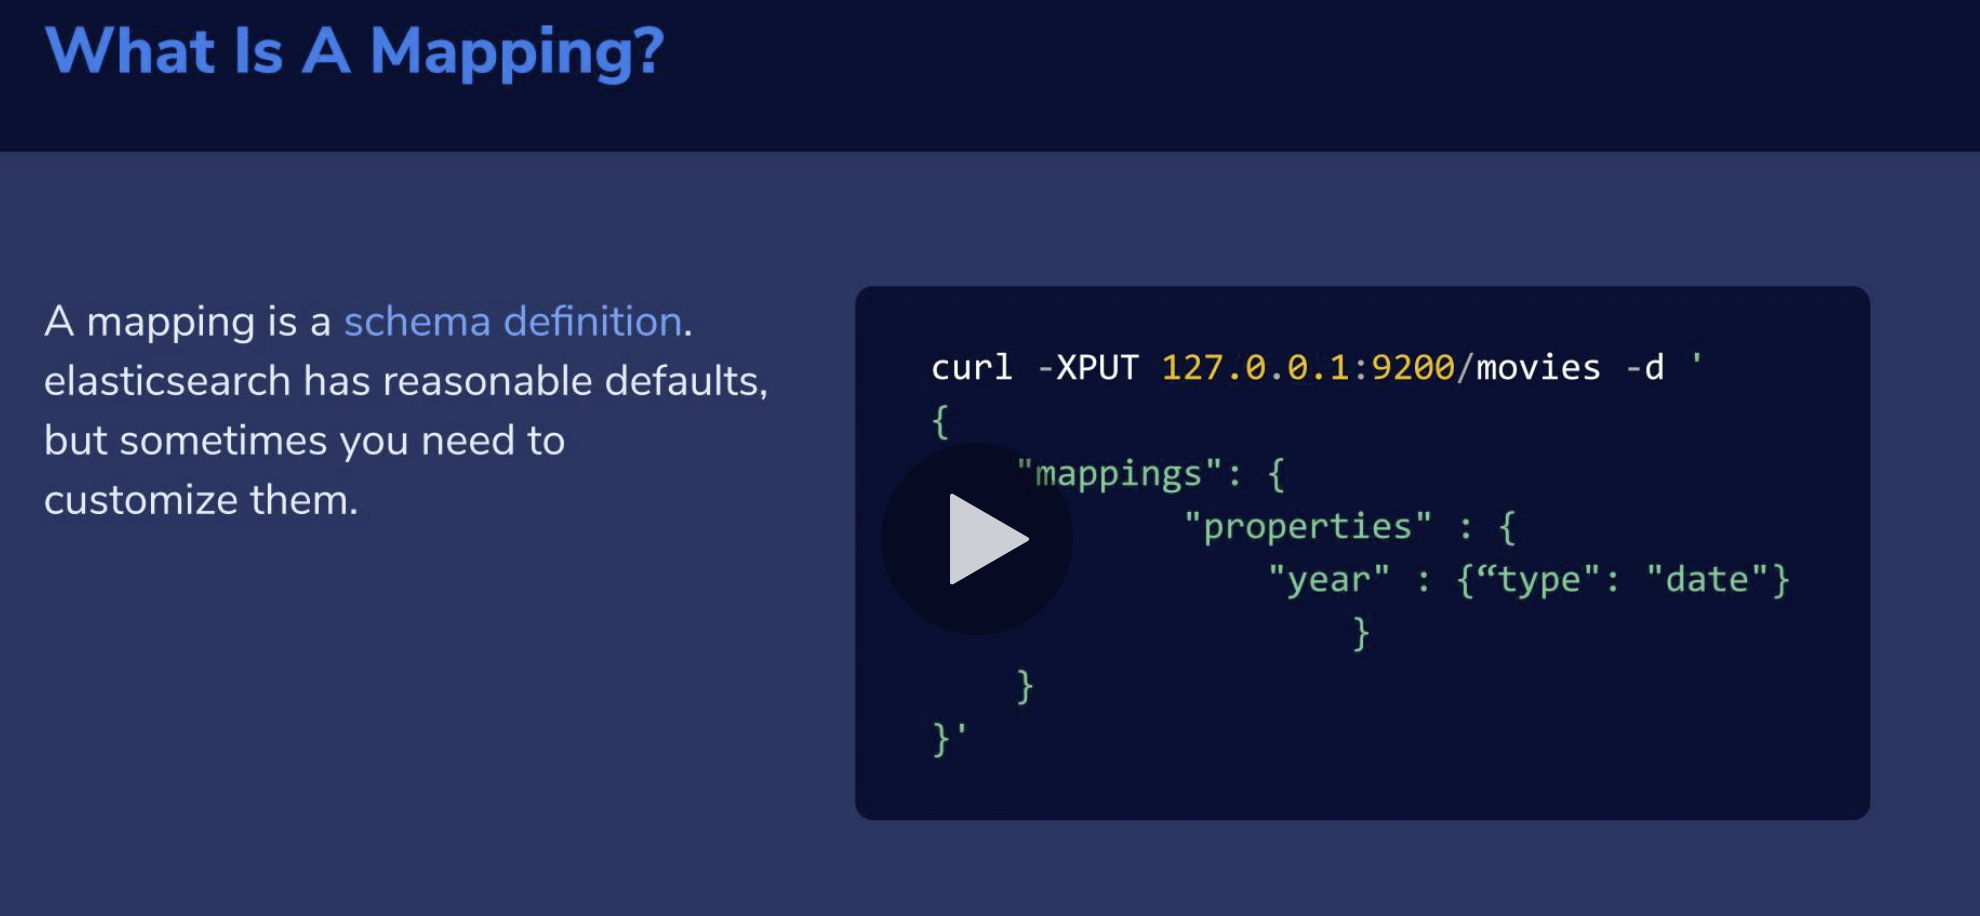 What Is A Mapping?
A mapping is a schema definition.
elasticsearch has reasonable defaults,
but sometimes you need to
customize them.
curl -XPUT 127.0.0.1:9200/movies -d '
{
"mappings": {
"properties" : {
"year" : {“type": "date"}
}
}
}'